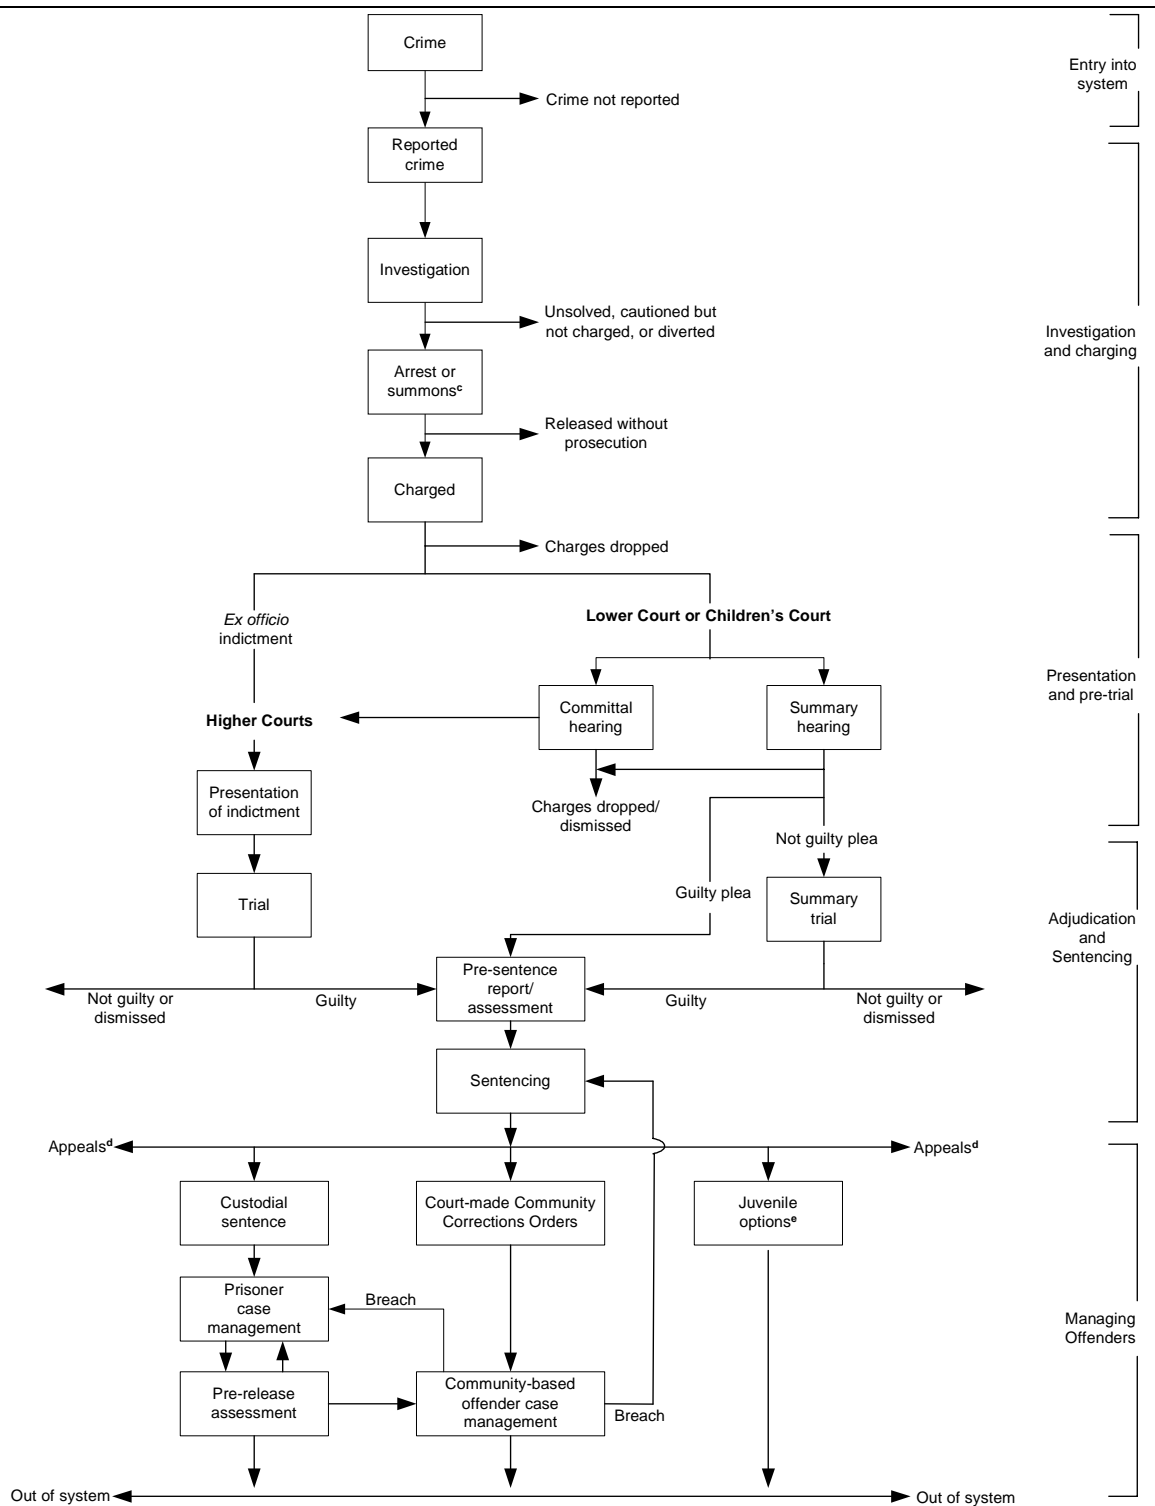 Crime
Entry into
system
Crime not reported
Reported
crime
Investigation
Unsolved, cautioned but
not charged, or diverted
Investigation
and charging
Arrest or
summonsᶜ
Released without
prosecution
Charged
Charges dropped
Ex officio
indictment
Lower Court or Children's Court
Presentation
and pre-trial
Higher Courts
Committal
hearing
Summary
hearing
Presentation
of indictment
Charges dropped/
dismissed
Not guilty plea
Trial
Guilty plea
Summary
trial
Adjudication
and
Sentencing
Not guilty or
dismissed
Guilty
Pre-sentence
report/
assessment
Guilty
Not guilty or
dismissed
Sentencing
Appealsᵈ
Appealsᵈ
Custodial
sentence
Court-made Community
Corrections Orders
Juvenile
optionsᵉ
Prisoner
case
management
Breach
Managing
Offenders
Pre-release
assessment
Community-based
offender case
management
Breach
Out of system
Out of system